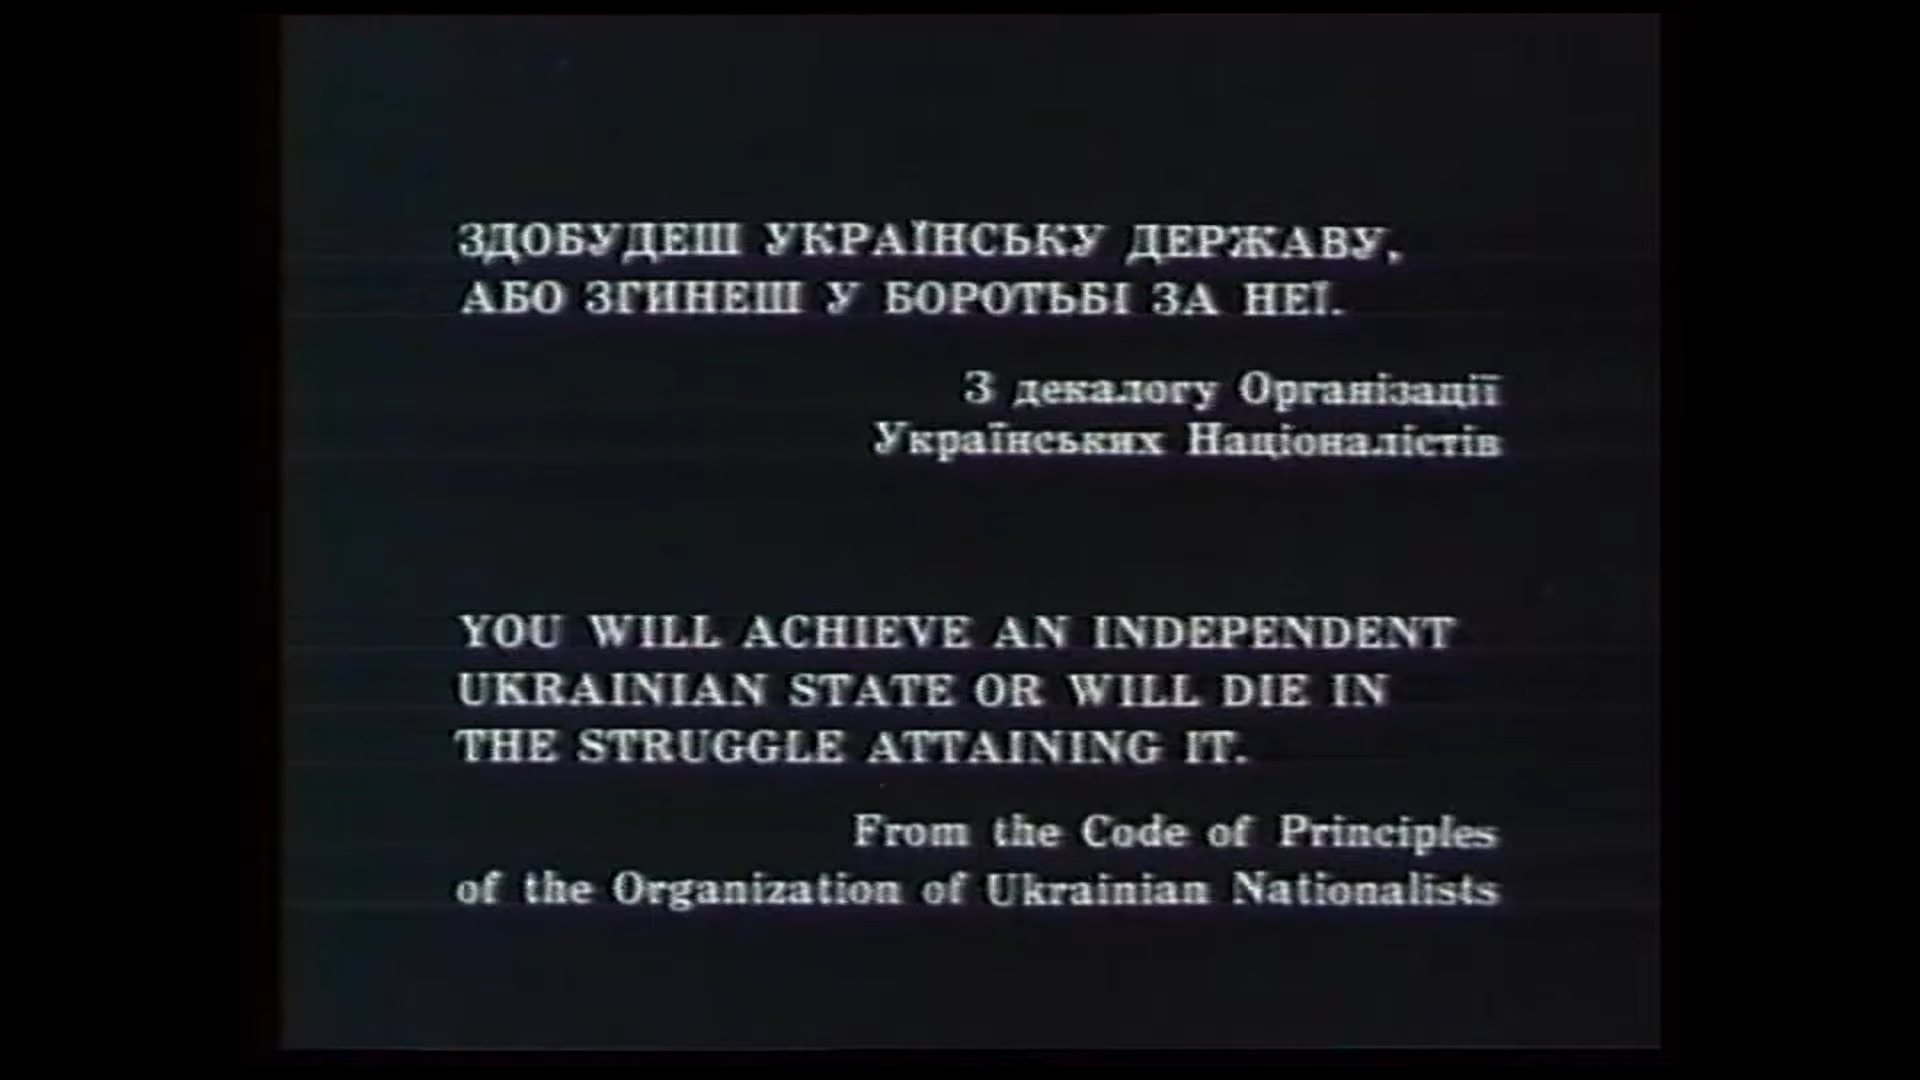 ЗДОБУДЕШ УКРАЇНСЬКУ ДЕРЖАВУ,
АБО ЗГИНЕШ У БОРОТЬБІ ЗА НЕЇ.
З декалогу Організації
Українських Націоналістів
YOU WILL ACHIEVE AN INDEPENDENT
UKRAINIAN STATE OR WILL DIE IN
THE STRUGGLE ATTAINING IT.
From the Code of Principles
of the Organization of Ukrainian Nationalists